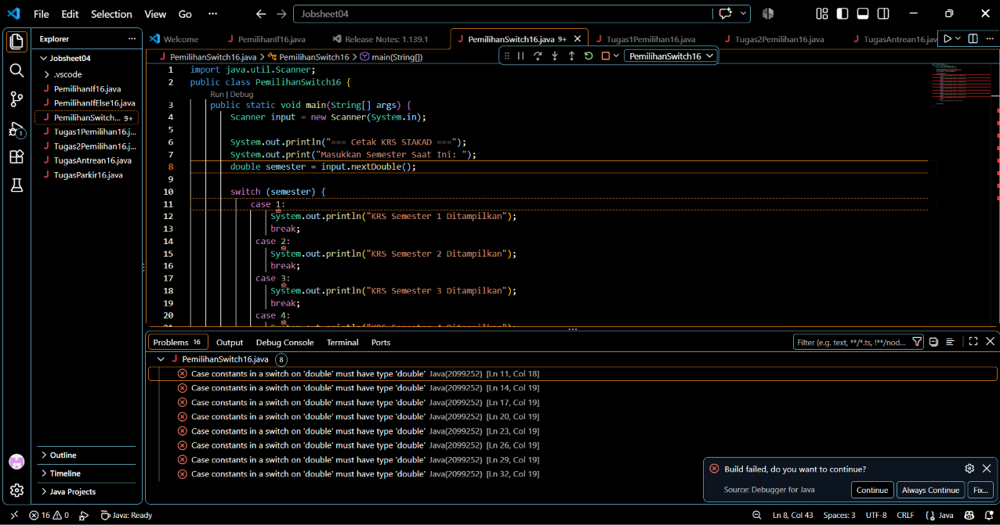 File Edit Selection View Go ··· Jobsheet04
Explorer ···
Jobsheet04
.vscode
PemilihanIf16.java
PemilihanIfElse16.java
PemilihanSwitch... 9+
Tugas1Pemilihan16.j...
Tugas2Pemilihan16.j...
TugasAntrean16.java
TugasParkir16.java
1
Outline
Timeline
Java Projects
Welcome PemilihanIf16.java Release Notes: 1.139.1 PemilihanSwitch16.java 9+ Tugas1Pemilihan16.java Tugas2Pemilihan16.java TugasAntrean16.jav
PemilihanSwitch16.java > PemilihanSwitch16 > main(String[])
PemilihanSwitch16
1 import java.util.Scanner;
2 public class PemilihanSwitch16 {
Run | Debug
3 public static void main(String[] args) {
4 Scanner input = new Scanner(System.in);
5
6 System.out.println("=== Cetak KRS SIAKAD ===");
7 System.out.print("Masukkan Semester Saat Ini: ");
8 double semester = input.nextDouble();
9
10 switch (semester) {
11 case 1:
12 System.out.println("KRS Semester 1 Ditampilkan");
13 break;
14 case 2:
15 System.out.println("KRS Semester 2 Ditampilkan");
16 break;
17 case 3:
18 System.out.println("KRS Semester 3 Ditampilkan");
19 break;
20 case 4:
21 System.out.println("KRS Semester 4 Ditampilkan");
Problems 16 Output Debug Console Terminal Ports Filter (e.g. text, **/*.ts, !**/nod...
PemilihanSwitch16.java 8
Case constants in a switch on 'double' must have type 'double' Java(2099252) [Ln 11, Col 18]
Case constants in a switch on 'double' must have type 'double' Java(2099252) [Ln 14, Col 19]
Case constants in a switch on 'double' must have type 'double' Java(2099252) [Ln 17, Col 19]
Case constants in a switch on 'double' must have type 'double' Java(2099252) [Ln 20, Col 19]
Case constants in a switch on 'double' must have type 'double' Java(2099252) [Ln 23, Col 19]
Case constants in a switch on 'double' must have type 'double' Java(2099252) [Ln 26, Col 19]
Case constants in a switch on 'double' must have type 'double' Java(2099252) [Ln 29, Col 19]
Case constants in a switch on 'double' must have type 'double' Java(2099252) [Ln 32, Col 19]
Build failed, do you want to continue?
Source: Debugger for Java Continue Always Continue Fix...
16 0 Java: Ready Ln 8, Col 43 Spaces: 3 UTF-8 CRLF {} Java